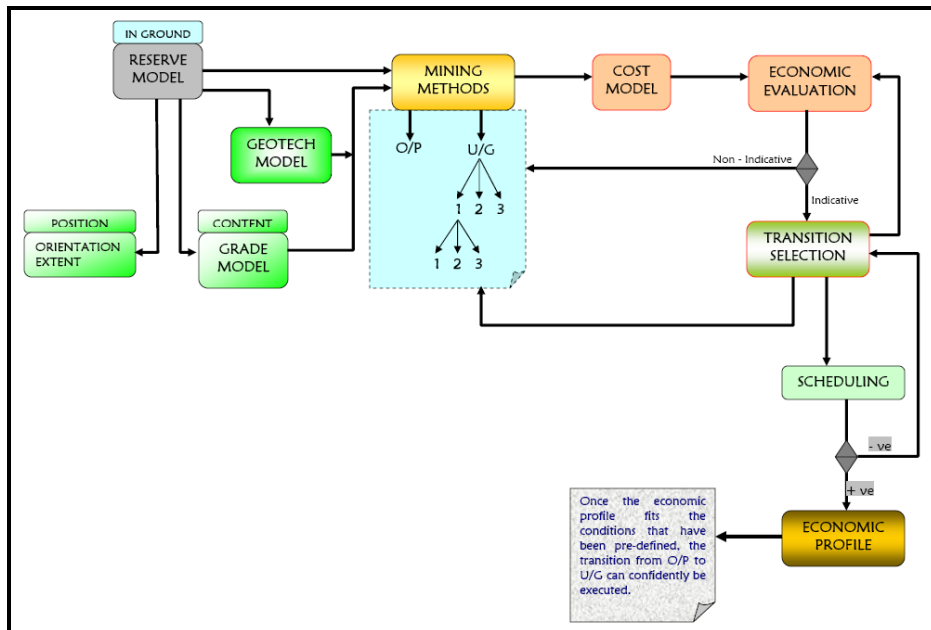 IN GROUND
RESERVE
MODEL
MINING
METHODS
COST
MODEL
ECONOMIC
EVALUATION
GEOTECH
MODEL
O/P
U/G
Non - Indicative
Indicative
1 2 3
1 2 3
POSITION
ORIENTATION
EXTENT
CONTENT
GRADE
MODEL
TRANSITION
SELECTION
SCHEDULING
- ve
+ ve
ECONOMIC
PROFILE
Once the economic
profile fits the
conditions that have
been pre-defined, the
transition from O/P to
U/G can confidently be
executed.